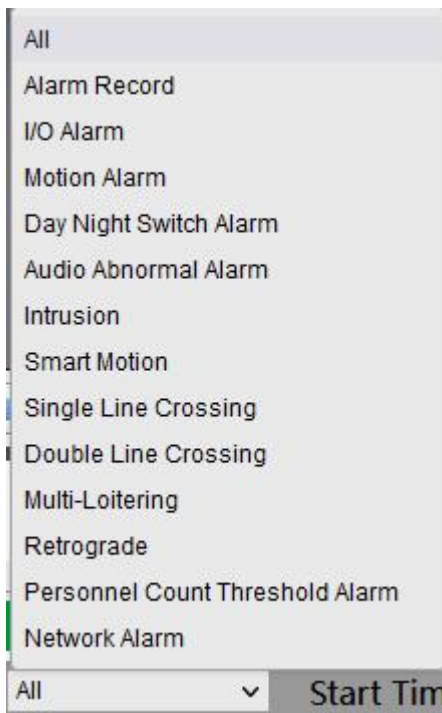 All
Alarm Record
I/O Alarm
Motion Alarm
Day Night Switch Alarm
Audio Abnormal Alarm
Intrusion
Smart Motion
Single Line Crossing
Double Line Crossing
Multi-Loitering
Retrograde
Personnel Count Threshold Alarm
Network Alarm
All Start Tim